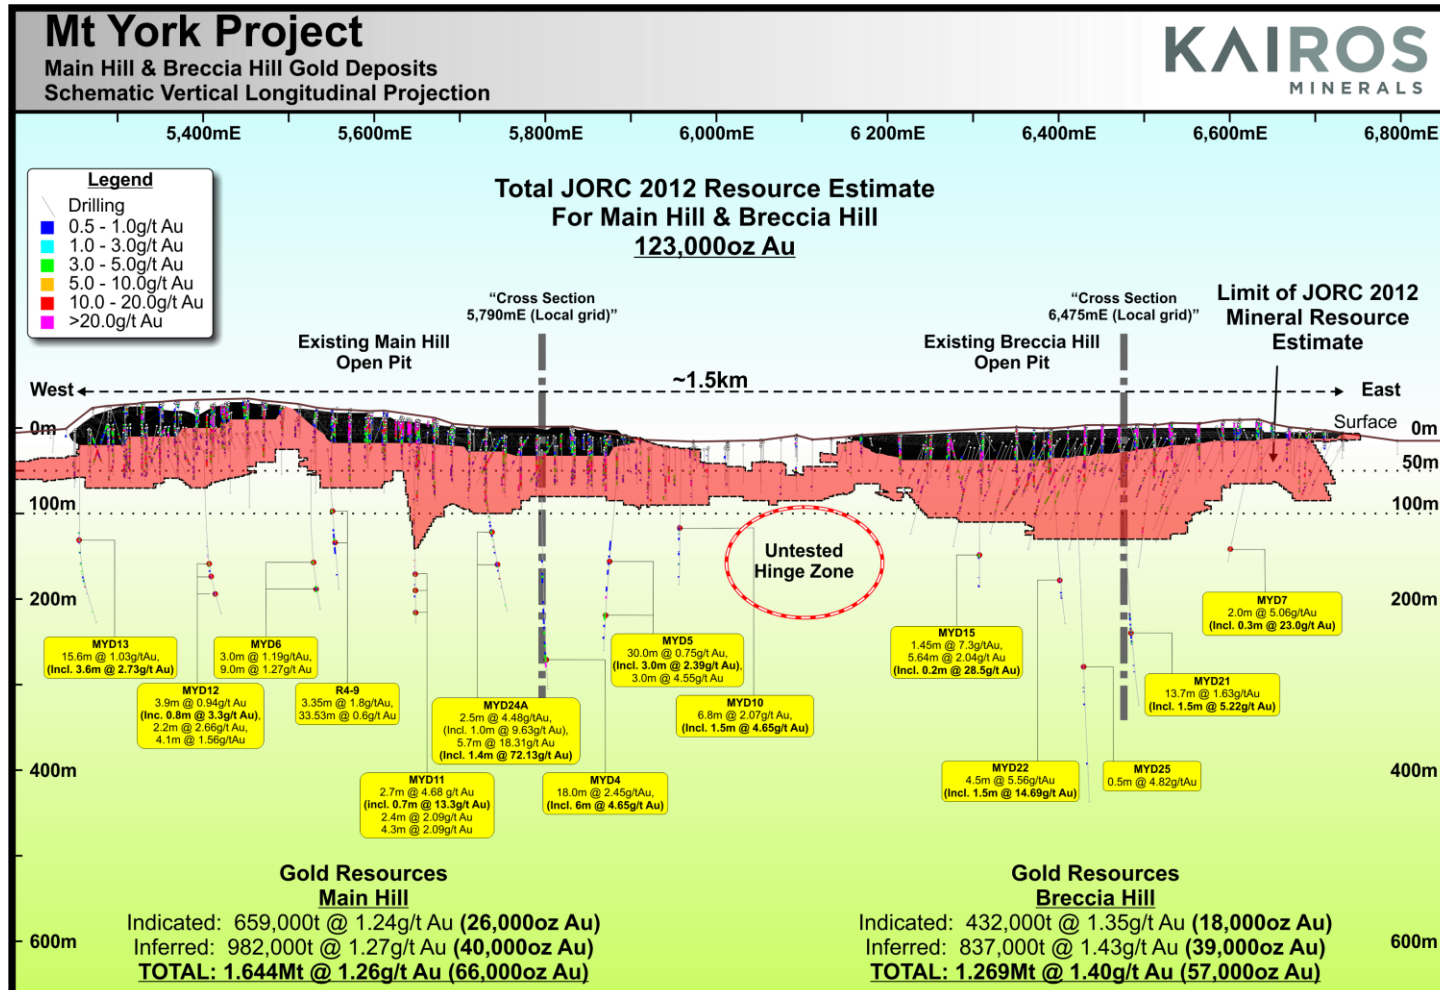 Mt York Project
Main Hill & Breccia Hill Gold Deposits
Schematic Vertical Longitudinal Projection
KAIROS
MINERALS
5,400mE
5,600mE
5,800mE
6,000mE
6 200mE
6,400mE
6,600mE
6,800mE
Legend
Drilling
0.5 - 1.0g/t Au
1.0 - 3.0g/t Au
3.0 - 5.0g/t Au
5.0 - 10.0g/t Au
10.0 - 20.0g/t Au
>20.0g/t Au
Total JORC 2012 Resource Estimate
For Main Hill & Breccia Hill
123,000oz Au
"Cross Section
5,790mE (Local grid)"
"Cross Section
6,475mE (Local grid)"
Limit of JORC 2012
Mineral Resource
Estimate
Existing Main Hill
Open Pit
Existing Breccia Hill
Open Pit
West
~1.5km
East
Surface
0m
0m
50m
100m
100m
Untested
Hinge Zone
200m
200m
MYD13
15.6m @ 1.03g/tAu,
(Incl. 3.6m @ 2.73g/t Au)
MYD12
3.9m @ 0.94g/t Au
(Inc. 0.8m @ 3.3g/t Au),
2.2m @ 2.66g/t Au
4.1m @ 1.56g/tAu
MYD6
3.0m @ 1.19g/tAu,
9.0m @ 1.27g/t Au
R4-9
3.35m @ 1.8g/tAu,
33.53m @ 0.6g/t Au
MYD11
2.7m @ 4.68 g/t Au
(incl. 0.7m @ 13.3g/t Au)
2.4m @ 2.09g/t Au
4.3m @ 2.09g/t Au
MYD24A
2.5m @ 4.48g/tAu,
(Incl. 1.0m @ 9.63g/t Au),
5.7m @ 18.31g/t Au
(Incl. 1.4m @ 72.13g/t Au)
MYD4
18.0m @ 2.45g/tAu,
(Incl. 6m @ 4.65g/t Au)
MYD5
30.0m @ 0.75g/t Au,
(Incl. 3.0m @ 2.39g/t Au),
3.0m @ 4.55g/t Au
MYD10
6.8m @ 2.07g/t Au,
(Incl. 1.5m @ 4.65g/t Au)
MYD15
1.45m @ 7.3g/tAu,
5.64m @ 2.04g/t Au
(Incl. 0.2m @ 28.5g/t Au)
MYD22
4.5m @ 5.56g/tAu
(Incl. 1.5m @ 14.69g/t Au)
MYD25
0.5m @ 4.82g/tAu
MYD21
13.7m @ 1.63g/tAu
(Incl. 1.5m @ 5.22g/t Au)
MYD7
2.0m @ 5.06g/tAu
(Incl. 0.3m @ 23.0g/t Au)
400m
400m
Gold Resources
Main Hill
Indicated: 659,000t @ 1.24g/t Au (26,000oz Au)
Inferred: 982,000t @ 1.27g/t Au (40,000oz Au)
TOTAL: 1.644Mt @ 1.26g/t Au (66,000oz Au)
Gold Resources
Breccia Hill
Indicated: 432,000t @ 1.35g/t Au (18,000oz Au)
Inferred: 837,000t @ 1.43g/t Au (39,000oz Au)
TOTAL: 1.269Mt @ 1.40g/t Au (57,000oz Au)
600m
600m